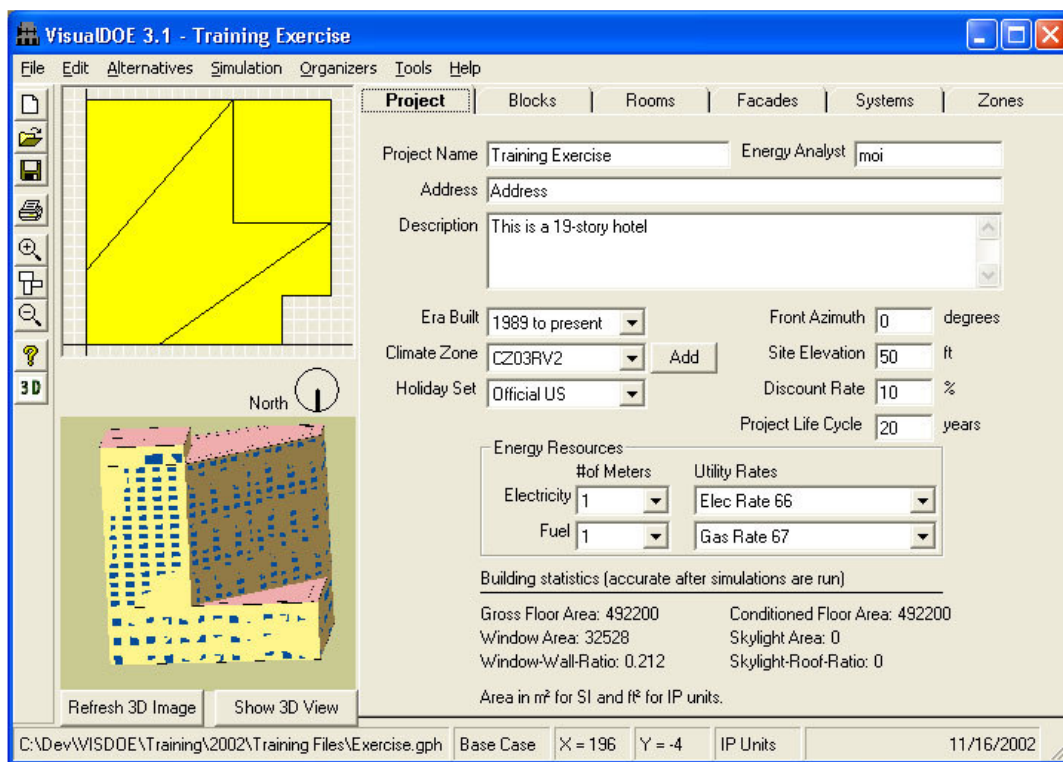 VisualDOE 3.1 - Training Exercise
File Edit Alternatives Simulation Organizers Tools Help
Project Blocks Rooms Facades Systems Zones
Project Name Training Exercise Energy Analyst moi
Address Address
Description This is a 19-story hotel
Era Built 1989 to present Front Azimuth 0 degrees
Climate Zone CZ03RV2 Add Site Elevation 50 ft
Holiday Set Official US Discount Rate 10 %
Project Life Cycle 20 years
3D
North
Energy Resources
#of Meters Utility Rates
Electricity 1 Elec Rate 66
Fuel 1 Gas Rate 67
Building statistics (accurate after simulations are run)
Gross Floor Area: 492200 Conditioned Floor Area: 492200
Window Area: 32528 Skylight Area: 0
Window-Wall-Ratio: 0.212 Skylight-Roof-Ratio: 0
Area in m² for SI and ft² for IP units.
Refresh 3D Image Show 3D View
C:\Dev\VISDOE\Training\2002\Training Files\Exercise.gph Base Case X = 196 Y = -4 IP Units 11/16/2002